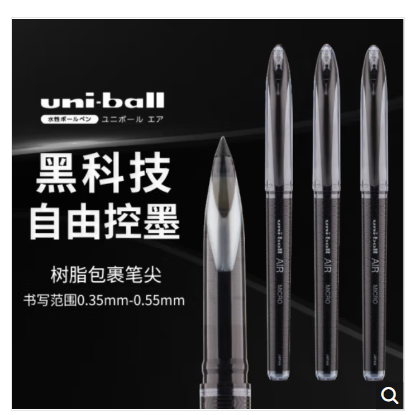 uni-ball
水性ボールペン ユニボール エア
黑科技
自由控墨
树脂包裹笔尖
书写范围0.35mm-0.55mm
uni-ball AIR MICRO
uni-ball AIR MICRO
uni-ball AIR MICRO